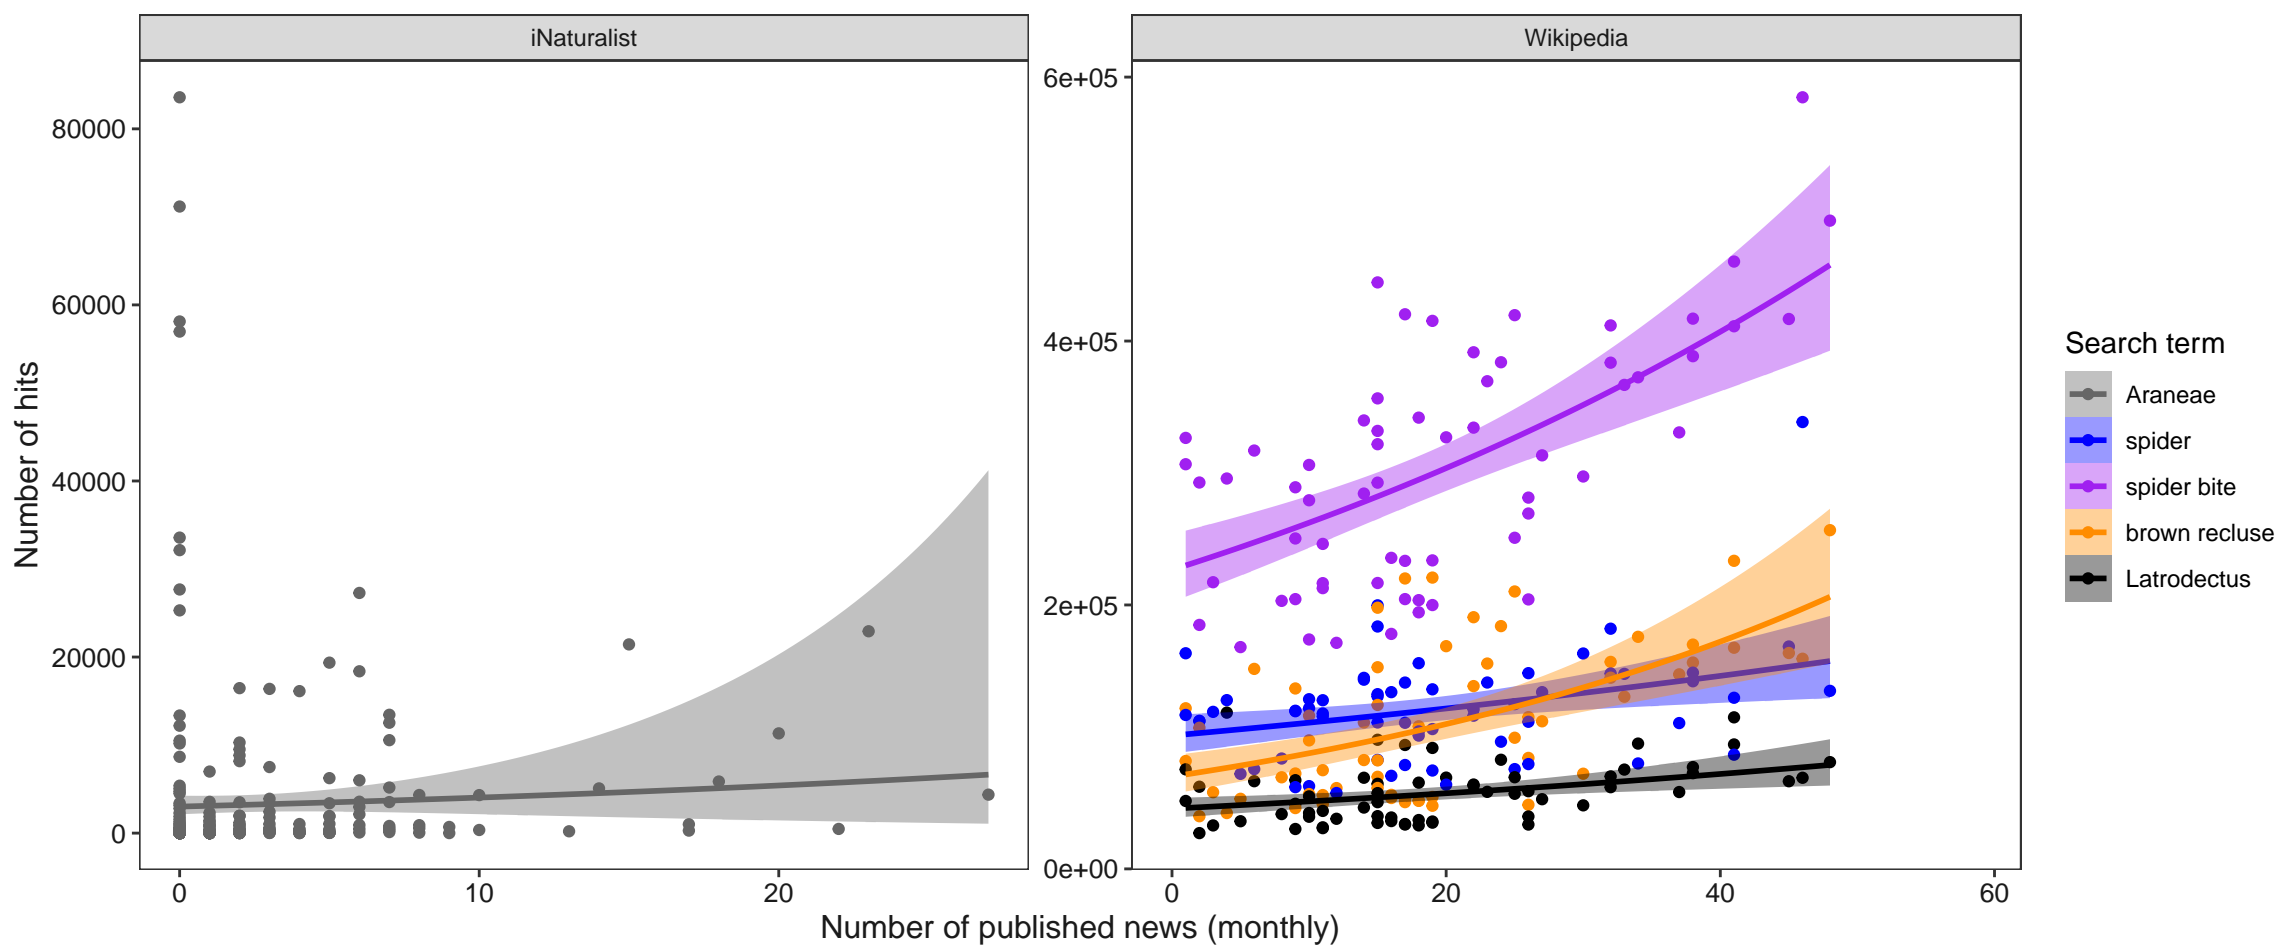 iNaturalist
Wikipedia
Number of hits
80000
60000
40000
20000
0
0
10
20
6e+05
4e+05
2e+05
0e+00
0
20
40
60
Number of published news (monthly)
Search term
Araneae
spider
spider bite
brown recluse
Latrodectus